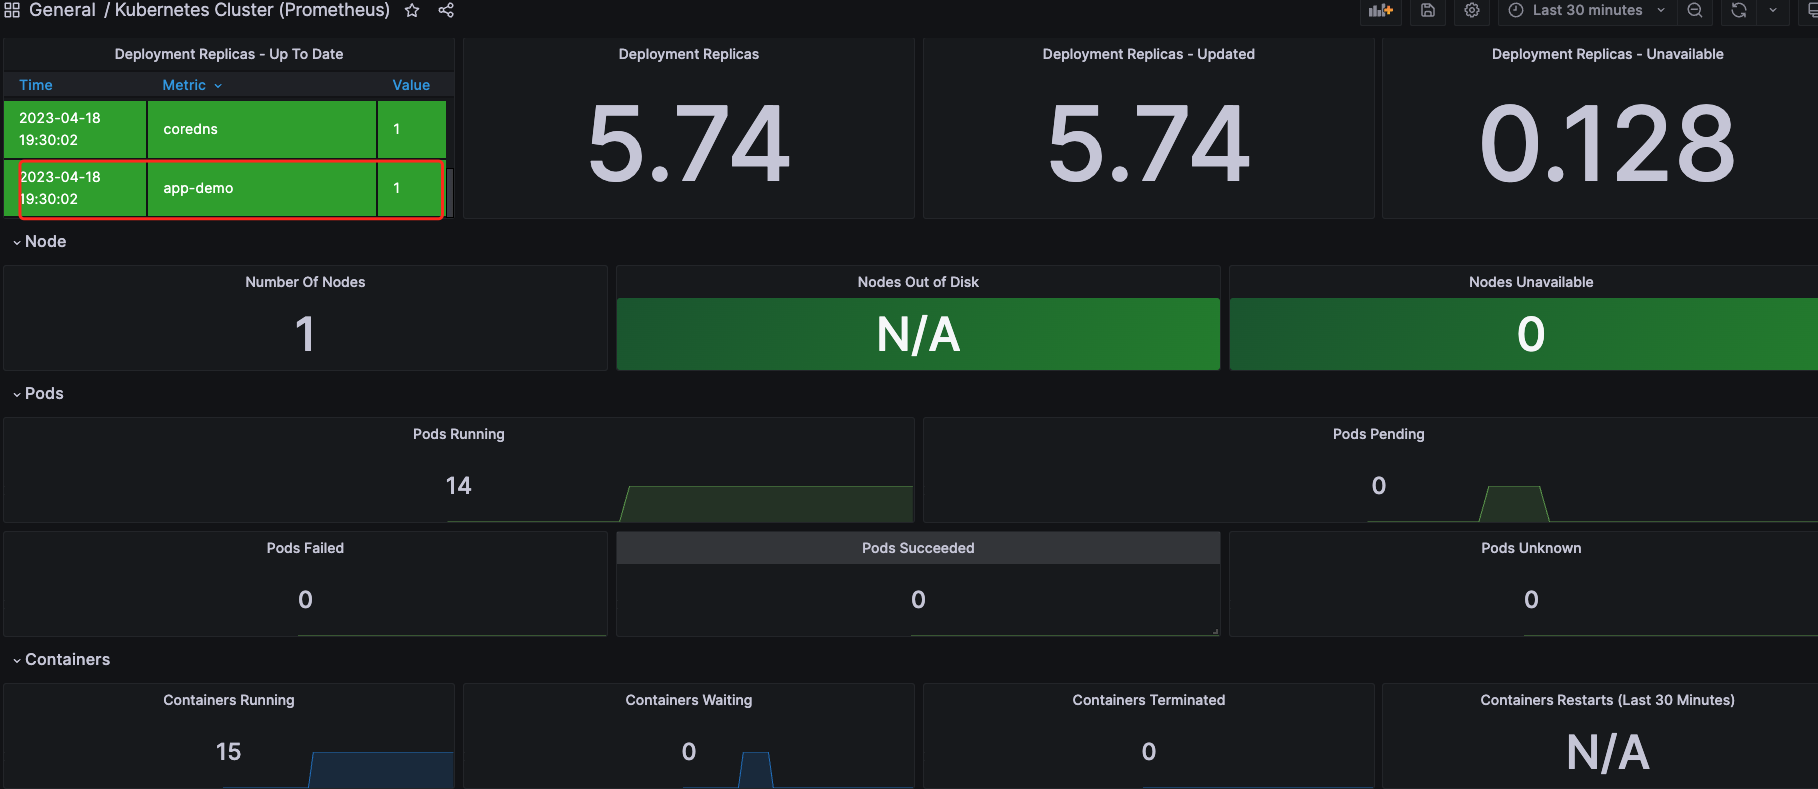 General / Kubernetes Cluster (Prometheus)
Last 30 minutes
Deployment Replicas - Up To Date
Time Metric Value
2023-04-18
19:30:02
coredns
1
2023-04-18
19:30:02
app-demo
1
Deployment Replicas
5.74
Deployment Replicas - Updated
5.74
Deployment Replicas - Unavailable
0.128
Node
Number Of Nodes
1
Nodes Out of Disk
N/A
Nodes Unavailable
0
Pods
Pods Running
14
Pods Pending
0
Pods Failed
0
Pods Succeeded
0
Pods Unknown
0
Containers
Containers Running
15
Containers Waiting
0
Containers Terminated
0
Containers Restarts (Last 30 Minutes)
N/A